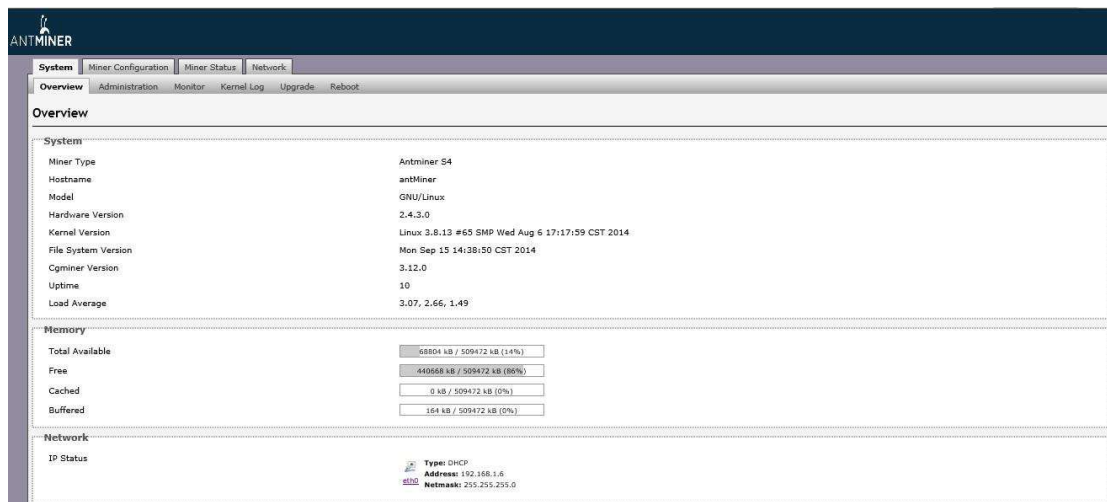 ANTMINER
System Miner Configuration Miner Status Network
Overview Administration Monitor Kernel Log Upgrade Reboot
Overview
System
Miner Type Antminer S4
Hostname antMiner
Model GNU/Linux
Hardware Version 2.4.3.0
Kernel Version Linux 3.8.13 #65 SMP Wed Aug 6 17:17:59 CST 2014
File System Version Mon Sep 15 14:38:50 CST 2014
Cgminer Version 3.12.0
Uptime 10
Load Average 3.07, 2.66, 1.49
Memory
Total Available 68804 kB / 509472 kB (14%)
Free 440668 kB / 509472 kB (86%)
Cached 0 kB / 509472 kB (0%)
Buffered 164 kB / 509472 kB (0%)
Network
IP Status Type: DHCP
Address: 192.168.1.6
eth0 Netmask: 255.255.255.0